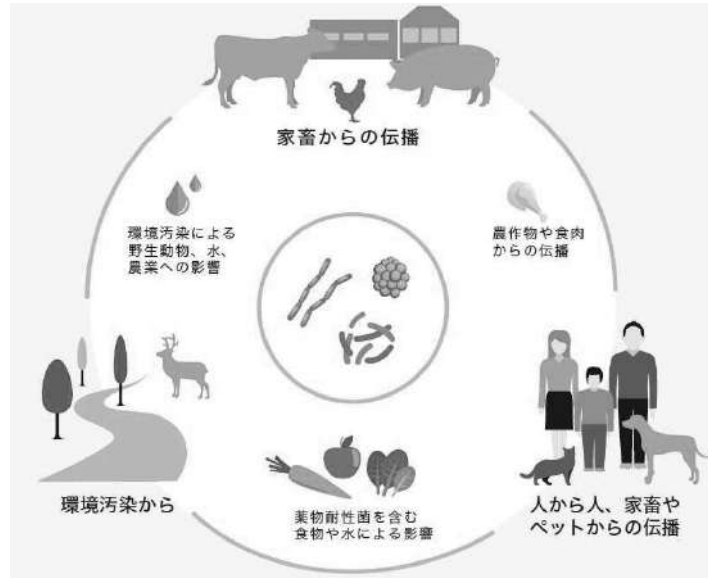 家畜からの伝播
環境汚染による
野生動物、水、
農業への影響
農作物や食肉
からの伝播
環境汚染から
薬物耐性菌を含む
食物や水による影響
人から人、家畜や
ペットからの伝播